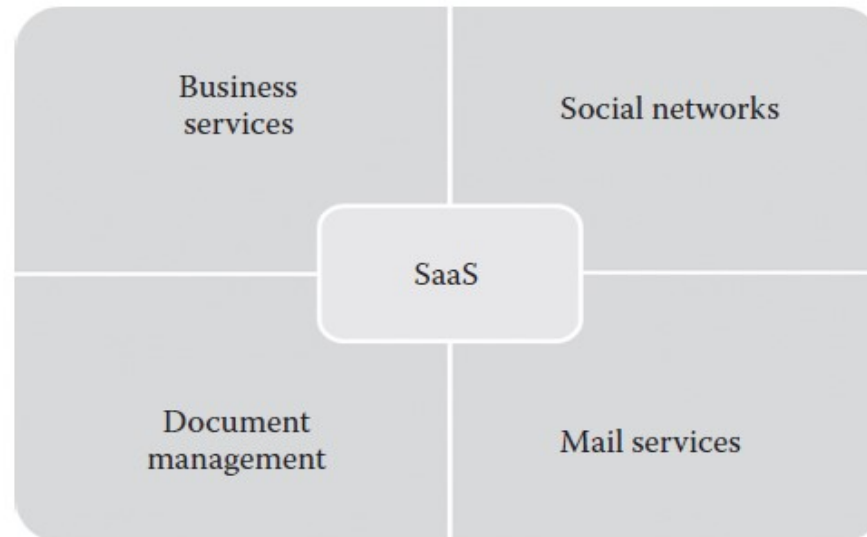 Business
services
Social networks
SaaS
Document
management
Mail services